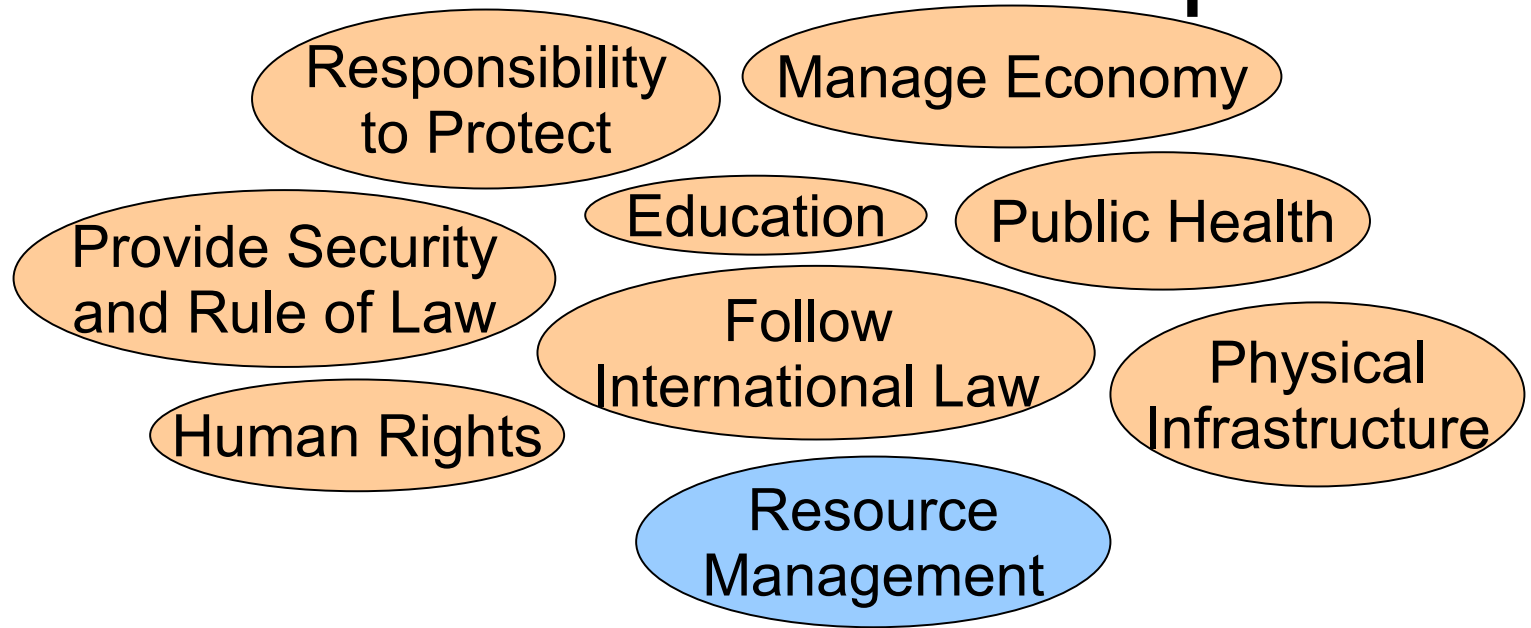 Responsibility
to Protect
Manage Economy
Education
Public Health
Provide Security
and Rule of Law
Follow
International Law
Physical
Infrastructure
Human Rights
Resource
Management